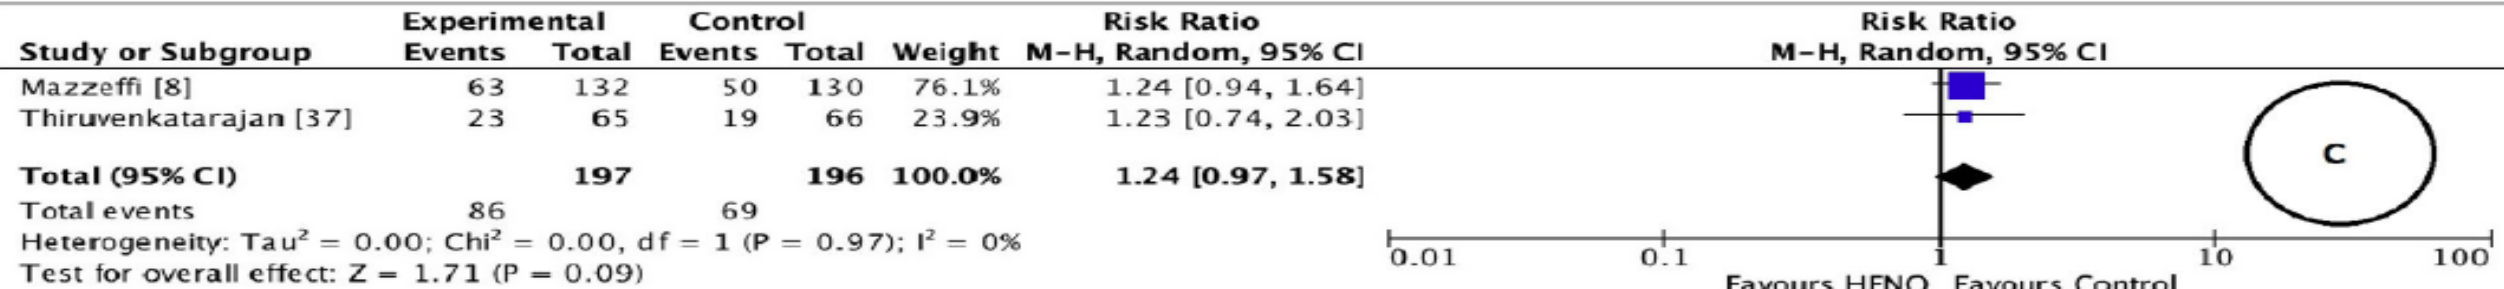 Experimental Control Risk Ratio Risk Ratio
Study or Subgroup Events Total Events Total Weight M-H, Random, 95% CI M-H, Random, 95% CI
Mazzeffi [8] 63 132 50 130 76.1% 1.24 [0.94, 1.64]
Thiruvenkatarajan [37] 23 65 19 66 23.9% 1.23 [0.74, 2.03]
C
Total (95% CI) 197 196 100.0% 1.24 [0.97, 1.58]
Total events 86 69
Heterogeneity: Tau² = 0.00; Chi² = 0.00, df = 1 (P = 0.97); I² = 0%
Test for overall effect: Z = 1.71 (P = 0.09)
0.01 0.1 1 10 100
Favours HFNO Favours Control